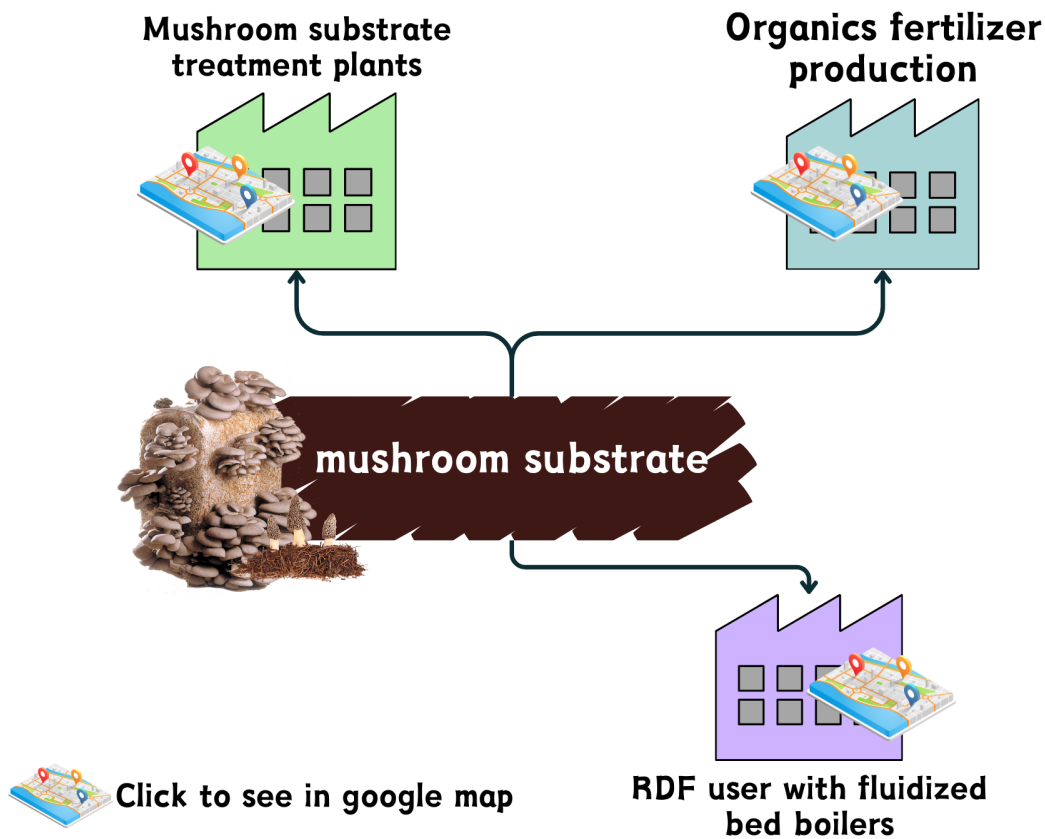 Mushroom substrate
treatment plants
Organics fertilizer
production
mushroom substrate
RDF user with fluidized
bed boilers
Click to see in google map